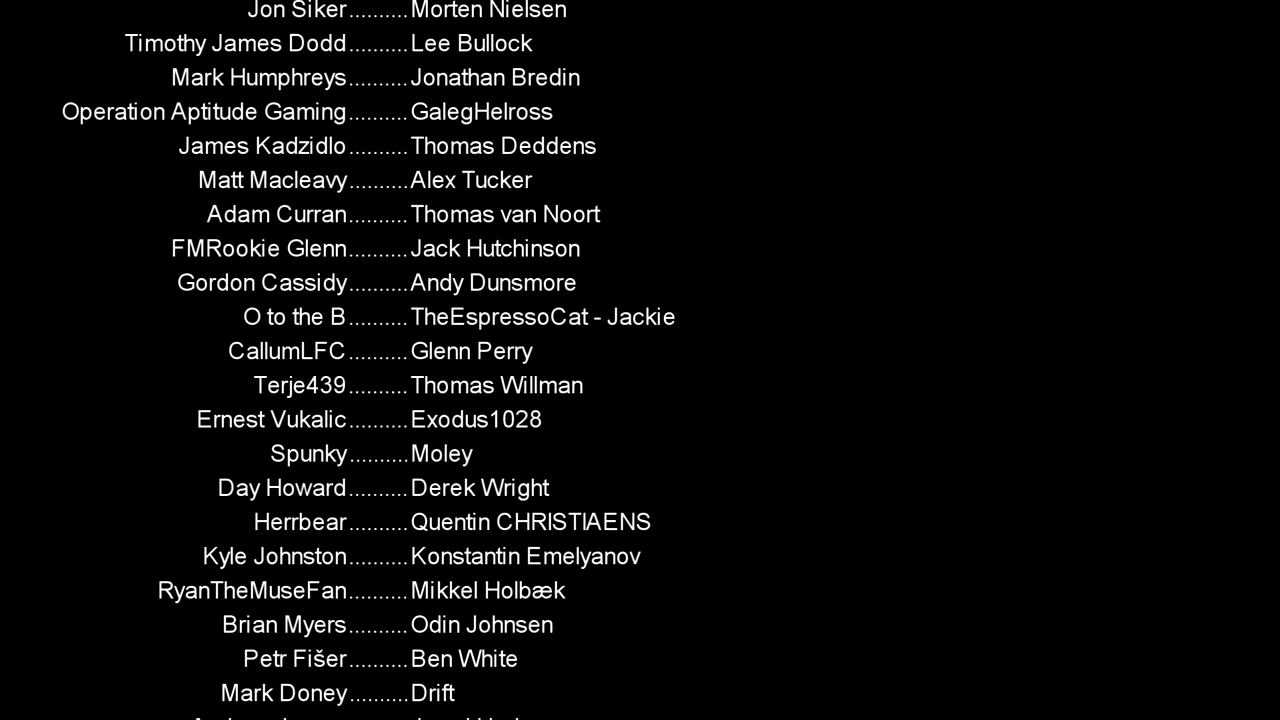 Jon Siker..........Morten Nielsen
Timothy James Dodd..........Lee Bullock
Mark Humphreys..........Jonathan Bredin
Operation Aptitude Gaming..........GalegHelross
James Kadzidlo..........Thomas Deddens
Matt Macleavy..........Alex Tucker
Adam Curran..........Thomas van Noort
FMRookie Glenn..........Jack Hutchinson
Gordon Cassidy..........Andy Dunsmore
O to the B..........TheEspressoCat - Jackie
CallumLFC..........Glenn Perry
Terje439..........Thomas Willman
Ernest Vukalic..........Exodus1028
Spunky..........Moley
Day Howard..........Derek Wright
Herrbear..........Quentin CHRISTIAENS
Kyle Johnston..........Konstantin Emelyanov
RyanTheMuseFan..........Mikkel Holbæk
Brian Myers..........Odin Johnsen
Petr Fišer..........Ben White
Mark Doney..........Drift